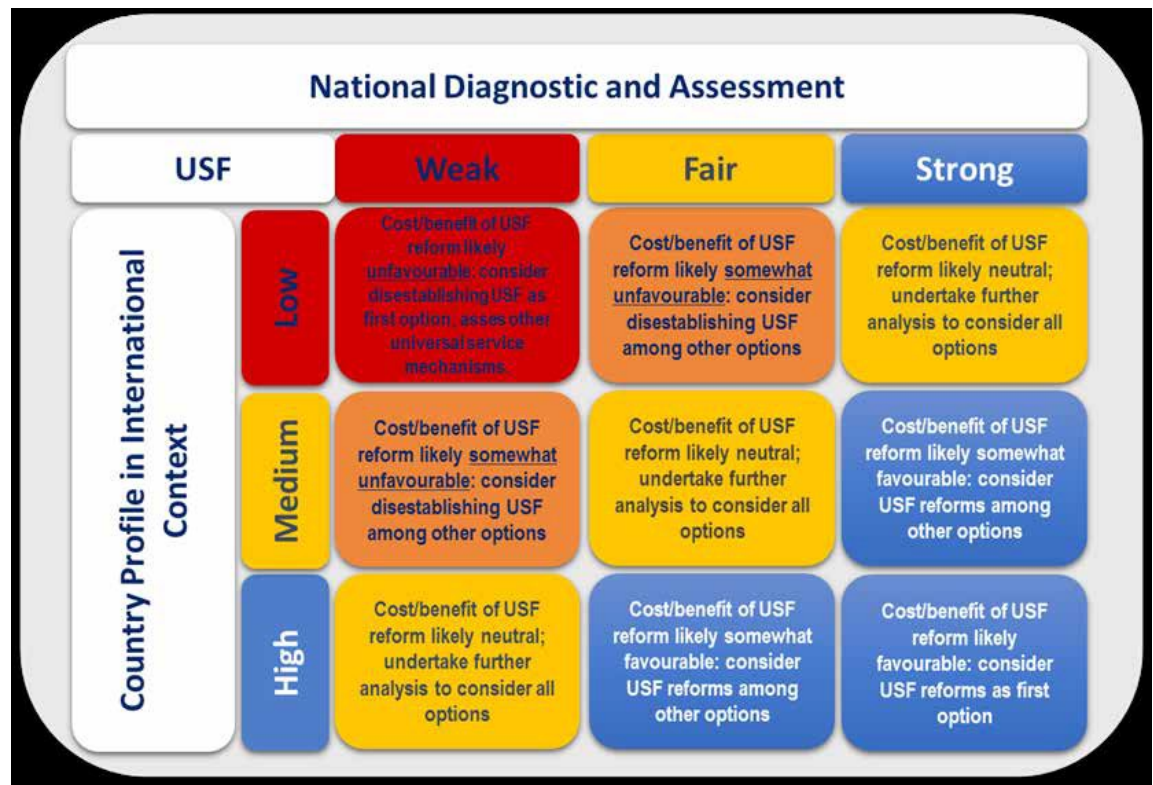 National Diagnostic and Assessment
USF
Weak
Fair
Strong
Country Profile in International
Context
Low
Cost/benefit of USF
reform likely
unfavourable: consider
disestablishing USF as
first option, asses other
universal service
mechanisms.
Cost/benefit of USF
reform likely somewhat
unfavourable: consider
disestablishing USF
among other options
Cost/benefit of USF
reform likely neutral;
undertake further
analysis to consider all
options
Medium
Cost/benefit of USF
reform likely somewhat
unfavourable: consider
disestablishing USF
among other options
Cost/benefit of USF
reform likely neutral;
undertake further
analysis to consider all
options
Cost/benefit of USF
reform likely somewhat
favourable: consider
USF reforms among
other options
High
Cost/benefit of USF
reform likely neutral;
undertake further
analysis to consider all
options
Cost/benefit of USF
reform likely somewhat
favourable: consider
USF reforms among
other options
Cost/benefit of USF
reform likely
favourable: consider
USF reforms as first
option